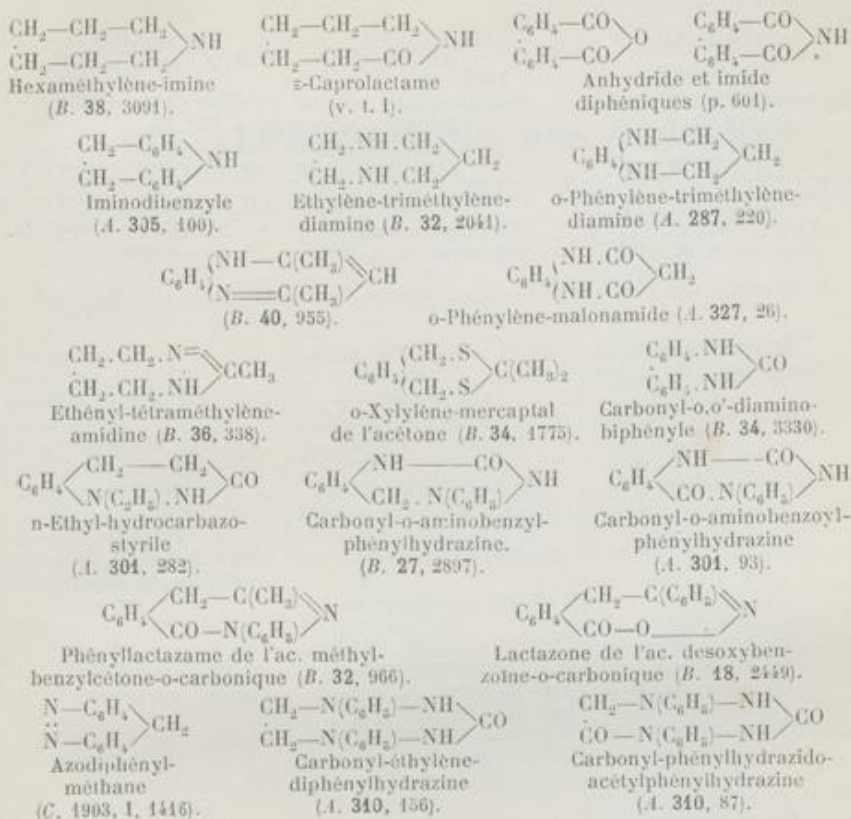 CH₂—CH₂—CH₂ NH CH₂—CH₂—CH₂ NH C₆H₄—CO O C₆H₄—CO NH
CH₂—CH₂—CH₂ CH₂—CH₂—CO C₆H₄—CO C₆H₄—CO
Hexaméthylène-imine ε-Caprolactame Anhydride et imide
(B. 38, 3091). (v. t. I). diphéniques (p. 601).
CH₂—C₆H₄ NH CH₂.NH.CH₂ CH₂ C₆H₄ NH—CH₂ CH₂
CH₂—C₆H₄ CH₂.NH.CH₂ NH—CH₂
Iminodibenzyle Ethylène-triméthylène- o-Phénylène-triméthylène-
(A. 305, 100). diamine (B. 32, 2041). diamine (A. 287, 220).
C₆H₄ NH—C(CH₃) CH C₆H₄ NH.CO CH₂
N=C(CH₃) NH.CO
(B. 40, 955). o-Phénylène-malonamide (A. 327, 26).
CH₂.CH₂.N= CCH₃ C₆H₄ CH₂.S C(CH₃)₂ C₆H₄.NH CO
CH₂.CH₂.NH CH₂.S C₆H₄.NH
Ethényl-tétraméthylène- o-Xylylène-mercaptal Carbonyl-o.o'-diamino-
amidine (B. 36, 338). de l'acétone (B. 34, 1775). biphényle (B. 34, 3330).
C₆H₄ CH₂——CH₂ CO C₆H₄ NH——CO NH C₆H₄ NH——CO NH
N(C₂H₅).NH CH₂.N(C₆H₅) CO.N(C₆H₅)
n-Ethyl-hydrocarbazo- Carbonyl-o-aminobenzyl- Carbonyl-o-aminobenzoyl-
styrile phénylhydrazine. phénylhydrazine
(A. 301, 282). (B. 27, 2897). (A. 301, 93).
C₆H₄ CH₂—C(CH₃) N C₆H₄ CH₂—C(C₆H₅) N
CO—N(C₆H₅) CO—O
Phényllactazame de l'ac. méthyl- Lactazone de l'ac. desoxyben-
benzylcétone-o-carbonique (B. 32, 966). zoïne-o-carbonique (B. 18, 2449).
N—C₆H₄ CH₂ CH₂—N(C₆H₅)—NH CO CH₂—N(C₆H₅)—NH CO
N—C₆H₄ CH₂—N(C₆H₅)—NH CO—N(C₆H₅)—NH
Azodiphényl- Carbonyl-éthylène- Carbonyl-phénylhydrazido-
méthane diphénylhydrazine acétylphénylhydrazine
(C. 1903, I, 1416). (A. 310, 156). (A. 310, 87).